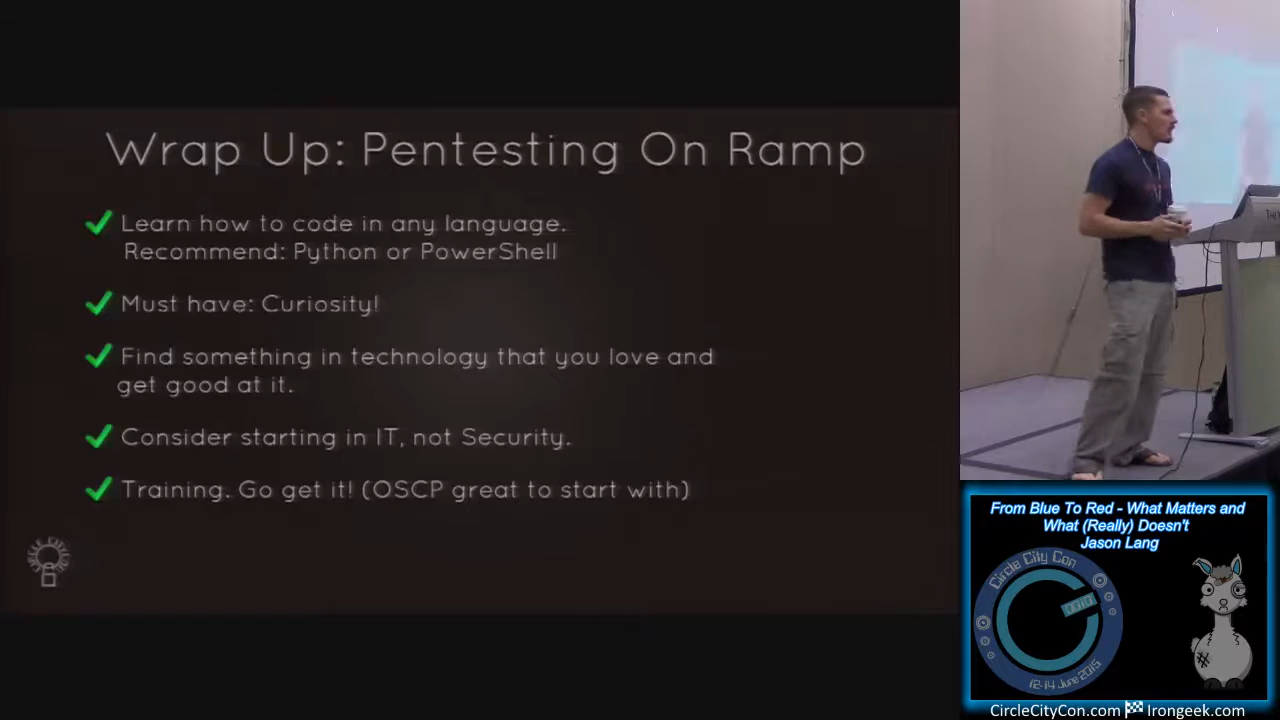 Wrap Up: Pentesting On Ramp
Learn how to code in any language.
Recommend: Python or PowerShell
Must have: Curiosity!
Find something in technology that you love and
get good at it.
Consider starting in IT, not Security.
Training. Go get it! (OSCP great to start with)
From Blue To Red - What Matters and
What (Really) Doesn't
Jason Lang
Circle City Con
12-14 June 2015
CircleCityCon.com Irongeek.com